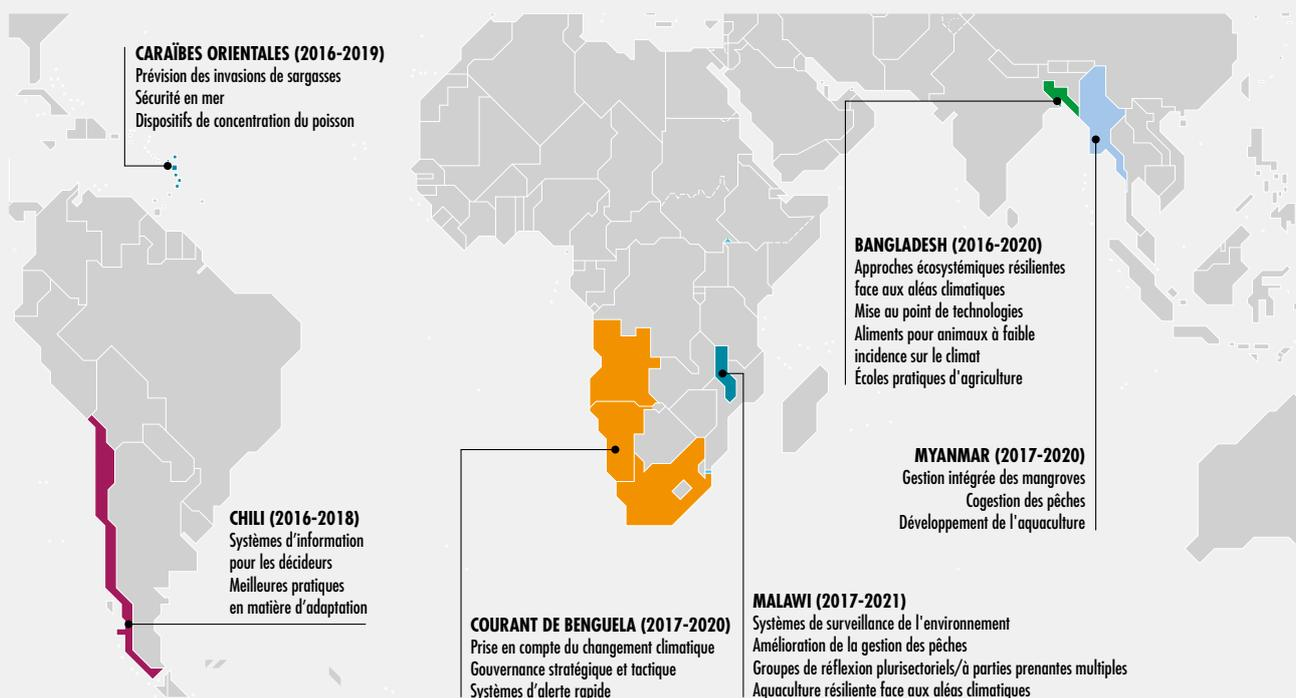 CARAÏBES ORIENTALES (2016-2019)
Prévision des invasions de sargasses
Sécurité en mer
Dispositifs de concentration du poisson
BANGLADESH (2016-2020)
Approches écosystémiques résilientes
face aux aléas climatiques
Mise au point de technologies
Aliments pour animaux à faible
incidence sur le climat
Écoles pratiques d'agriculture
MYANMAR (2017-2020)
Gestion intégrée des mangroves
Cogestion des pêches
Développement de l'aquaculture
CHILI (2016-2018)
Systèmes d’information
pour les décideurs
Meilleures pratiques
en matière d’adaptation
COURANT DE BENGUELA (2017-2020)
Prise en compte du changement climatique
Gouvernance stratégique et tactique
Systèmes d’alerte rapide
MALAWI (2017-2021)
Systèmes de surveillance de l'environnement
Amélioration de la gestion des pêches
Groupes de réflexion plurisectoriels/à parties prenantes multiples
Aquaculture résiliente face aux aléas climatiques